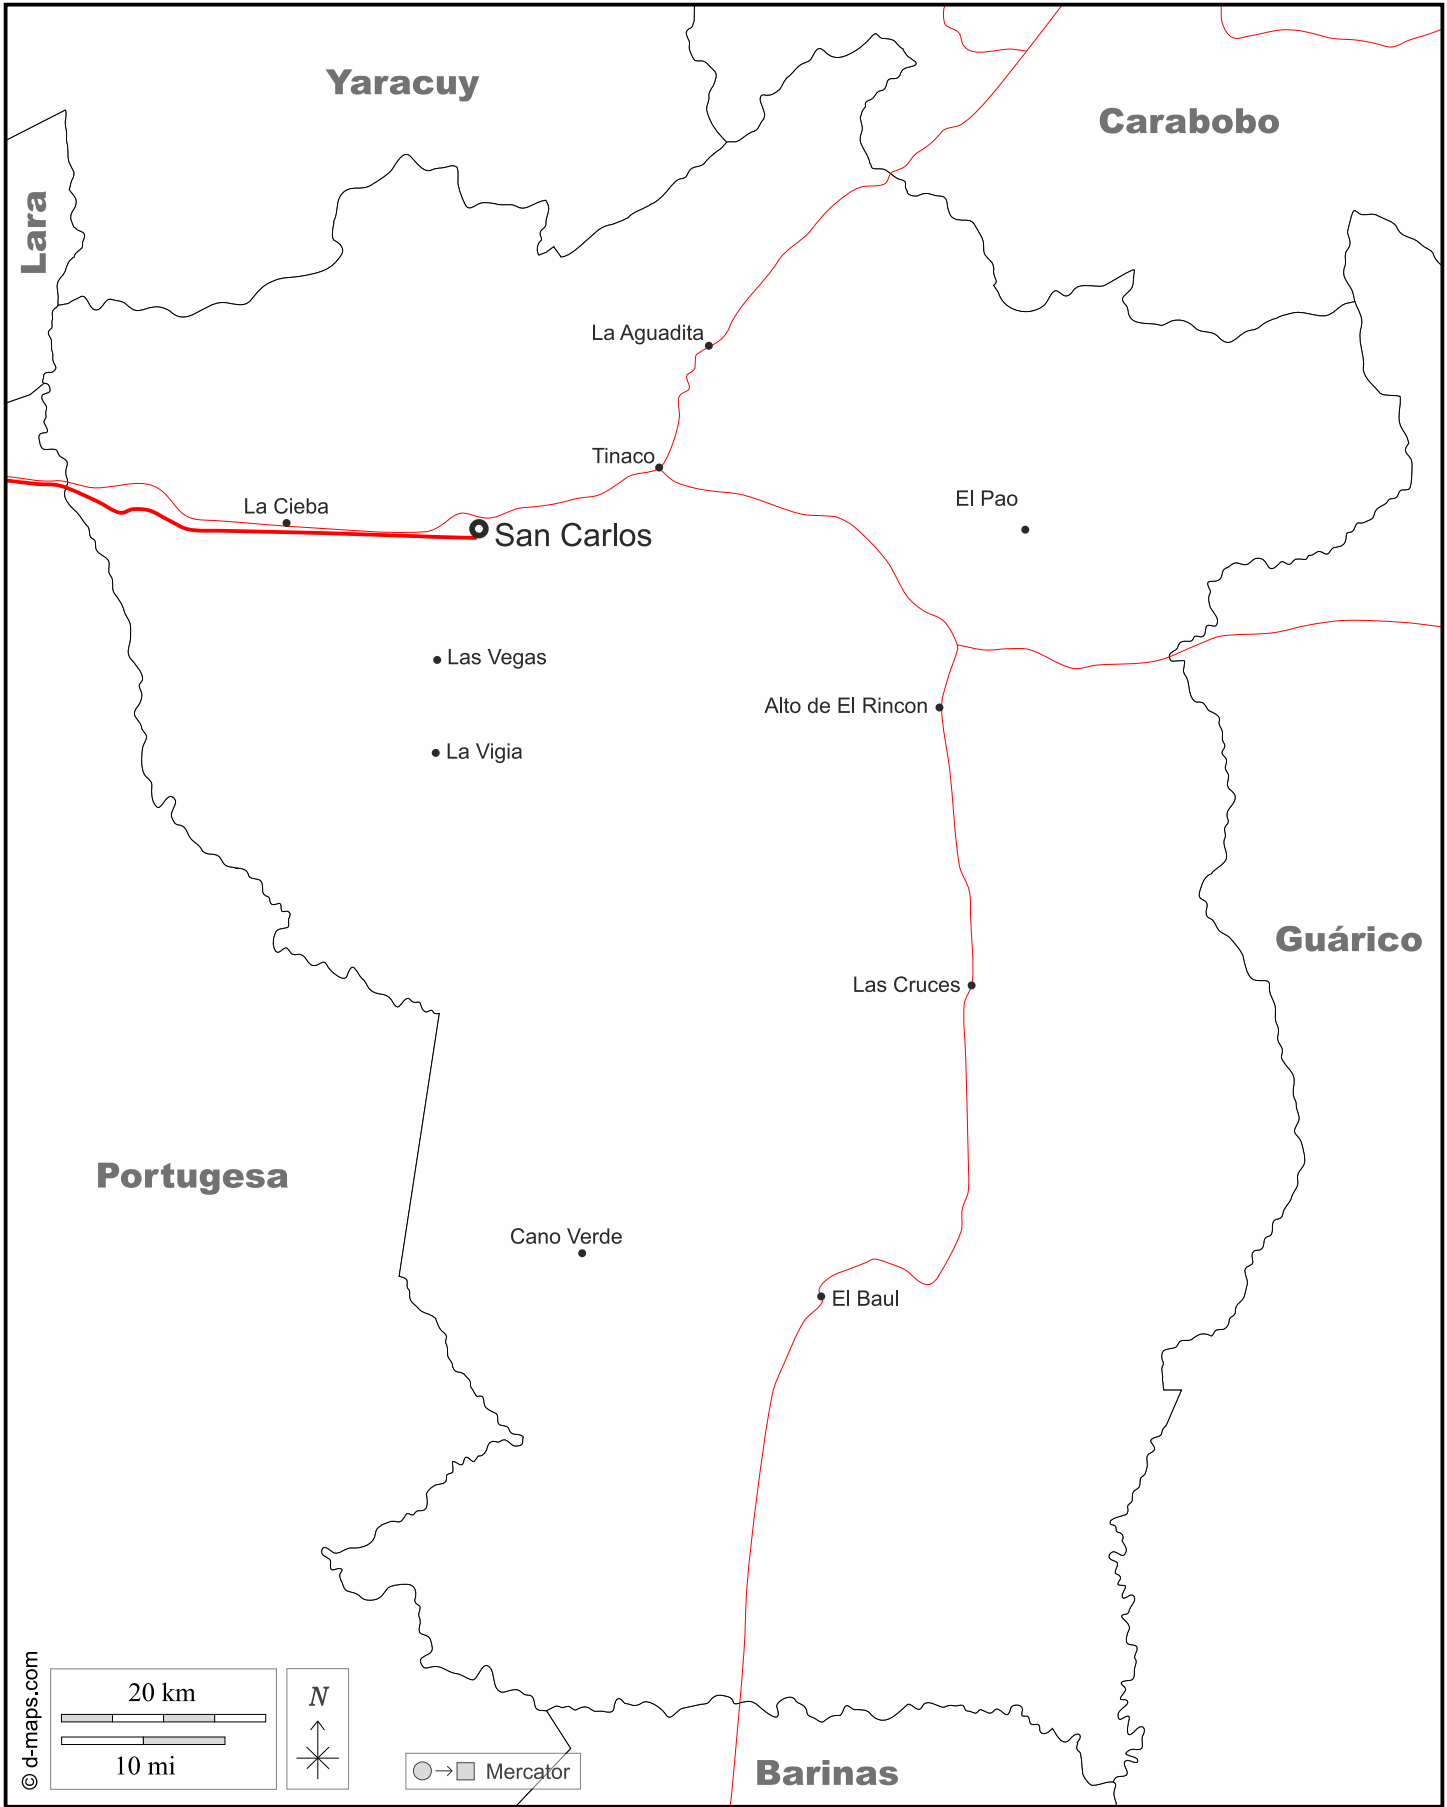 Yaracuy
Carabobo
Lara
La Aguadita
Tinaco
El Pao
La Cieba
San Carlos
Las Vegas
Alto de El Rincon
La Vigia
Guárico
Las Cruces
Portugesa
Cano Verde
El Baul
© d-maps.com
20 km
10 mi
N
Mercator
Barinas